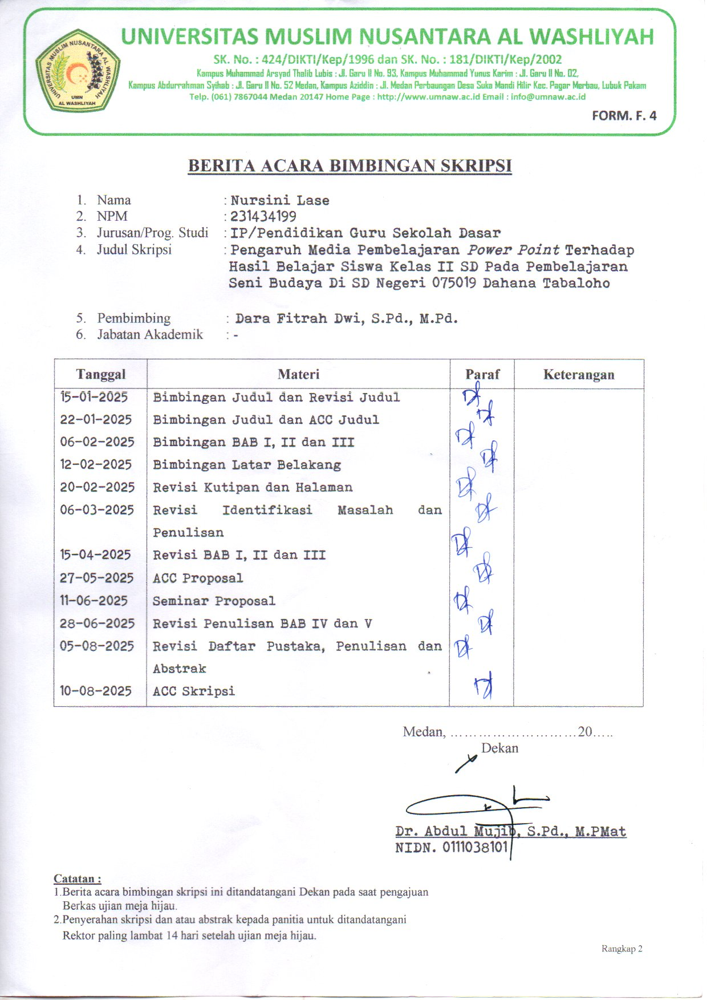 UNIVERSITAS MUSLIM NUSANTARA AL WASHLIYAH
SK. No. : 424/DIKTI/Kep/1996 dan SK. No. : 181/DIKTI/Kep/2002
Kampus Muhammad Arsyad Thalib Lubis : Jl. Garu II No. 93, Kampus Muhammad Yunus Karim : Jl. Garu II No. 02,
Kampus Abdurrahman Syihab : Jl. Garu II No. 52 Medan, Kampus Aziddin : Jl. Medan Perbaungan Desa Suka Mandi Hilir Kec. Pagar Merbau, Lubuk Pakam
Telp. (061) 7867044 Medan 20147 Home Page : http://www.umnaw.ac.id Email : info@umnaw.ac.id
UNIVERSITAS MUSLIM NUSANTARA AL WASHLIYAH
UMN
AL WASHLIYAH
FORM. F. 4
BERITA ACARA BIMBINGAN SKRIPSI
1. Nama : Nursini Lase
2. NPM : 231434199
3. Jurusan/Prog. Studi : IP/Pendidikan Guru Sekolah Dasar
4. Judul Skripsi : Pengaruh Media Pembelajaran Power Point Terhadap
Hasil Belajar Siswa Kelas II SD Pada Pembelajaran
Seni Budaya Di SD Negeri 075019 Dahana Tabaloho
5. Pembimbing : Dara Fitrah Dwi, S.Pd., M.Pd.
6. Jabatan Akademik : -
Tanggal Materi Paraf Keterangan
15-01-2025 Bimbingan Judul dan Revisi Judul
22-01-2025 Bimbingan Judul dan ACC Judul
06-02-2025 Bimbingan BAB I, II dan III
12-02-2025 Bimbingan Latar Belakang
20-02-2025 Revisi Kutipan dan Halaman
06-03-2025 Revisi Identifikasi Masalah dan
Penulisan
15-04-2025 Revisi BAB I, II dan III
27-05-2025 ACC Proposal
11-06-2025 Seminar Proposal
28-06-2025 Revisi Penulisan BAB IV dan V
05-08-2025 Revisi Daftar Pustaka, Penulisan dan
Abstrak
10-08-2025 ACC Skripsi
Medan, ………………………20…..
Dekan
Dr. Abdul Mujib, S.Pd., M.PMat
NIDN. 0111038101
Catatan :
1.Berita acara bimbingan skripsi ini ditandatangani Dekan pada saat pengajuan
Berkas ujian meja hijau.
2.Penyerahan skripsi dan atau abstrak kepada panitia untuk ditandatangani
Rektor paling lambat 14 hari setelah ujian meja hijau.
Rangkap 2